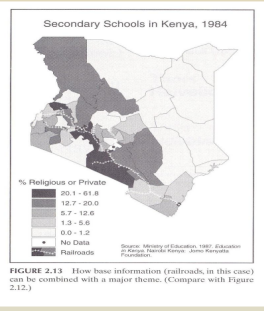 Secondary Schools in Kenya, 1984
% Religious or Private
20.1 - 61.8
12.7 - 20.0
5.7 - 12.6
1.3 - 5.6
0.0 - 1.2
No Data
Railroads
Source: Ministry of Education, 1987. Education
in Kenya. Nairobi Kenya: Jomo Kenyatta
Foundation.
FIGURE 2.13 How base information (railroads, in this case)
can be combined with a major theme. (Compare with Figure
2.12.)